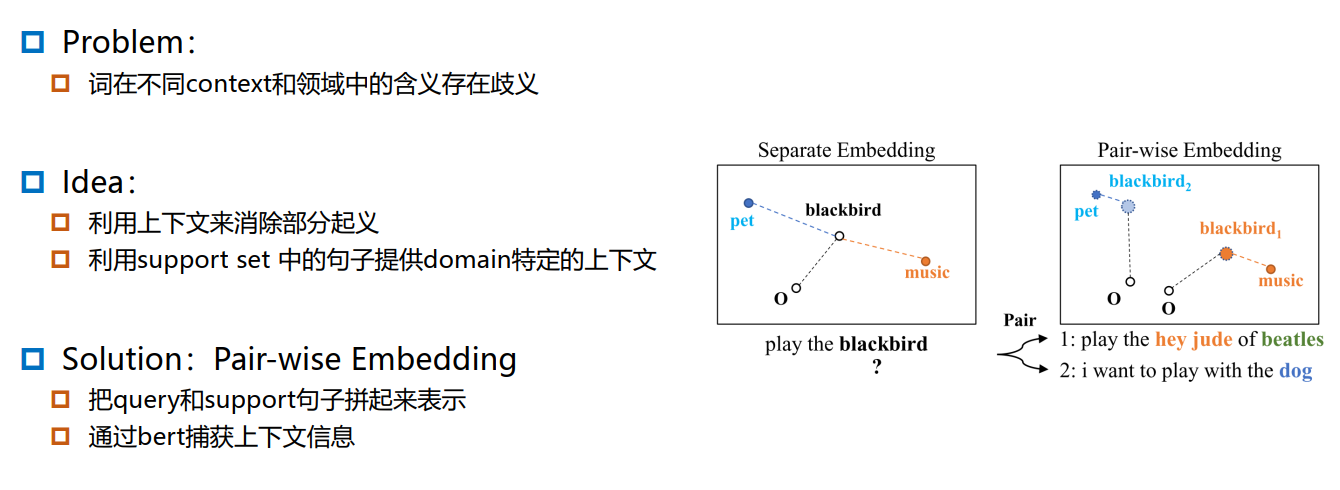 Problem：
词在不同context和领域中的含义存在歧义
Idea：
利用上下文来消除部分起义
利用support set 中的句子提供domain特定的上下文
Solution：Pair-wise Embedding
把query和support句子拼起来表示
通过bert捕获上下文信息
Separate Embedding
pet
blackbird
music
O
play the blackbird
?
Pair-wise Embedding
blackbird2
pet
blackbird1
music
O
O
Pair
1: play the hey jude of beatles
2: i want to play with the dog